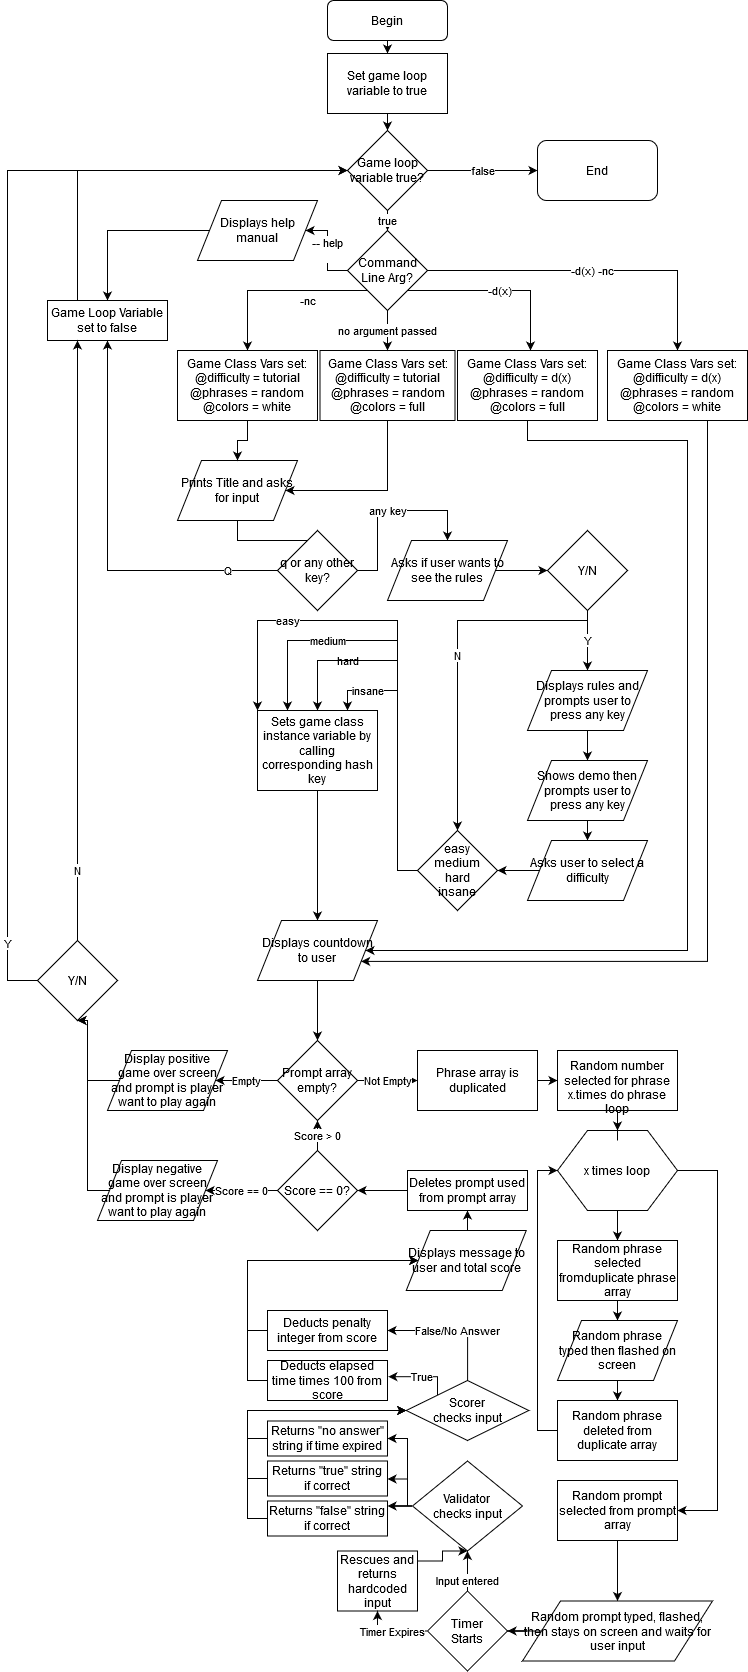 Begin
Set game loop
variable to true
Game loop
variable true?
false
End
true
Displays help
manual
-- help
Command
Line Arg?
-d(x) -nc
-nc
-d(x)
Game Loop Variable
set to false
no argument passed
Game Class Vars set:
@difficulty = tutorial
@phrases = random
@colors = white
Game Class Vars set:
@difficulty = tutorial
@phrases = random
@colors = full
Game Class Vars set:
@difficulty = d(x)
@phrases = random
@colors = full
Game Class Vars set:
@difficulty = d(x)
@phrases = random
@colors = white
Prints Title and asks
for input
any key
Q
q or any other
key?
Asks if user wants to
see the rules
Y/N
easy
medium
hard
insane
N
Y
Displays rules and
prompts user to
press any key
Sets game class
instance variable by
calling
corresponding hash
key
Shows demo then
prompts user to
press any key
easy
medium
hard
insane
Asks user to select a
difficulty
N
Y
Displays countdown
to user
Y/N
Display positive
game over screen
and prompt is player
want to play again
Empty
Prompt array
empty?
Not Empty
Phrase array is
duplicated
Random number
selected for phrase
x.times do phrase
loop
Score > 0
Display negative
game over screen
and prompt is player
want to play again
Score == 0
Score == 0?
Deletes prompt used
from prompt array
x times loop
Displays message to
user and total score
Random phrase
selected
fromduplicate phrase
array
Deducts penalty
integer from score
False/No Answer
Random phrase
typed then flashed on
screen
Deducts elapsed
time times 100 from
score
True
Scorer
checks input
Random phrase
deleted from
duplicate array
Returns "no answer"
string if time expired
Returns "true" string
if correct
Returns "false" string
if correct
Validator
checks input
Random prompt
selected from prompt
array
Rescues and
returns
hardcoded
input
Input entered
Timer Expires
Timer
Starts
Random prompt typed, flashed,
then stays on screen and waits for
user input